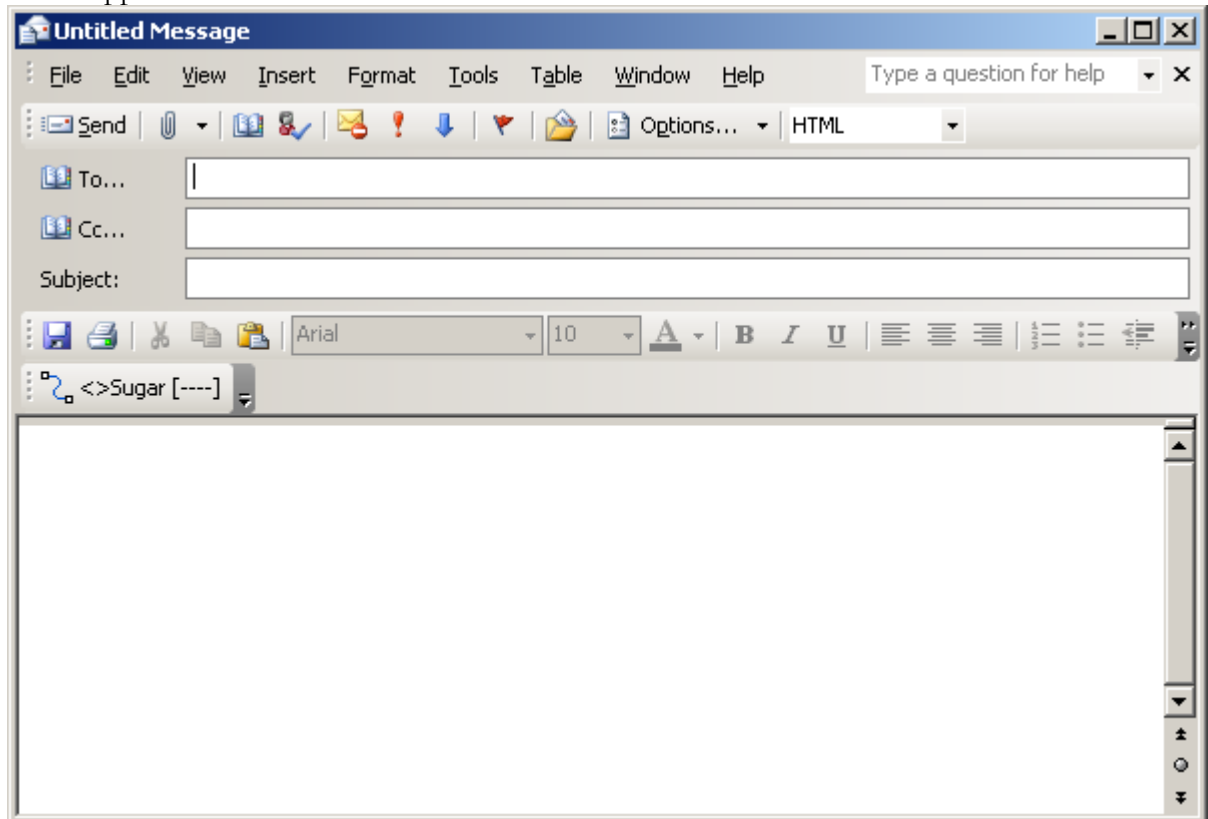 Untitled Message
File Edit View Insert Format Tools Table Window Help Type a question for help
Send Options... HTML
To...
Cc...
Subject:
Arial 10 A B I U
<>Sugar [----]